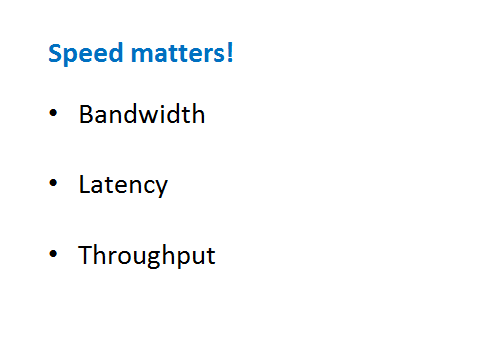 Speed matters!
• Bandwidth
• Latency
• Throughput